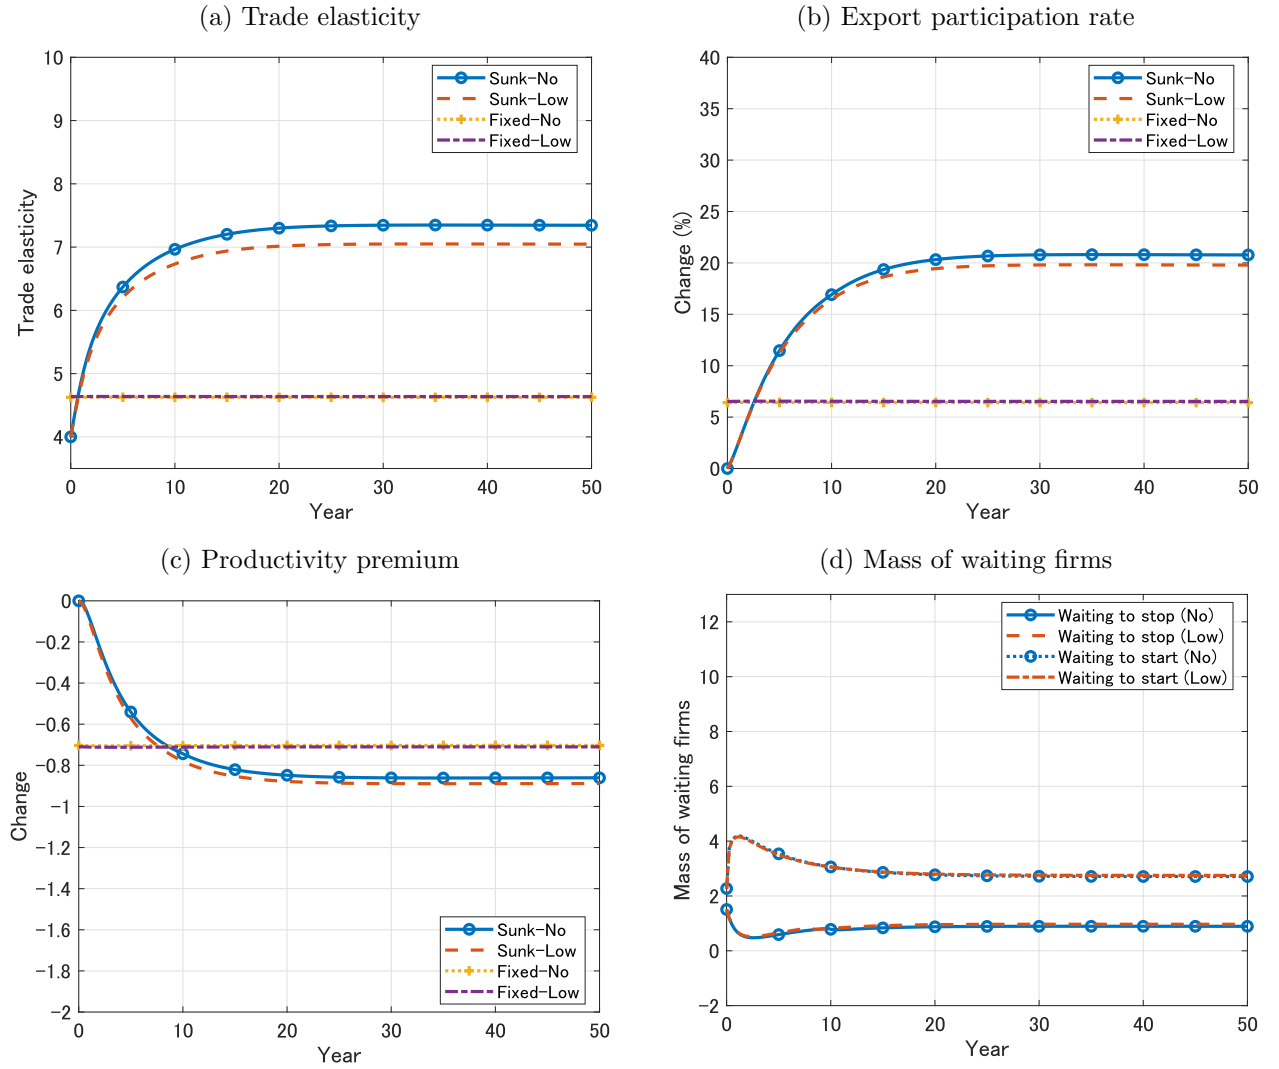 (a) Trade elasticity
10
9
8
7
6
5
4
0 10 20 30 40 50
Trade elasticity
Year
Sunk-No
Sunk-Low
Fixed-No
Fixed-Low
(b) Export participation rate
40
35
30
25
20
15
10
5
0
0 10 20 30 40 50
Change (%)
Year
Sunk-No
Sunk-Low
Fixed-No
Fixed-Low
(c) Productivity premium
0
-0.2
-0.4
-0.6
-0.8
-1
-1.2
-1.4
-1.6
-1.8
-2
0 10 20 30 40 50
Change
Year
Sunk-No
Sunk-Low
Fixed-No
Fixed-Low
(d) Mass of waiting firms
12
10
8
6
4
2
0
-2
0 10 20 30 40 50
Mass of waiting firms
Year
Waiting to stop (No)
Waiting to stop (Low)
Waiting to start (No)
Waiting to start (Low)